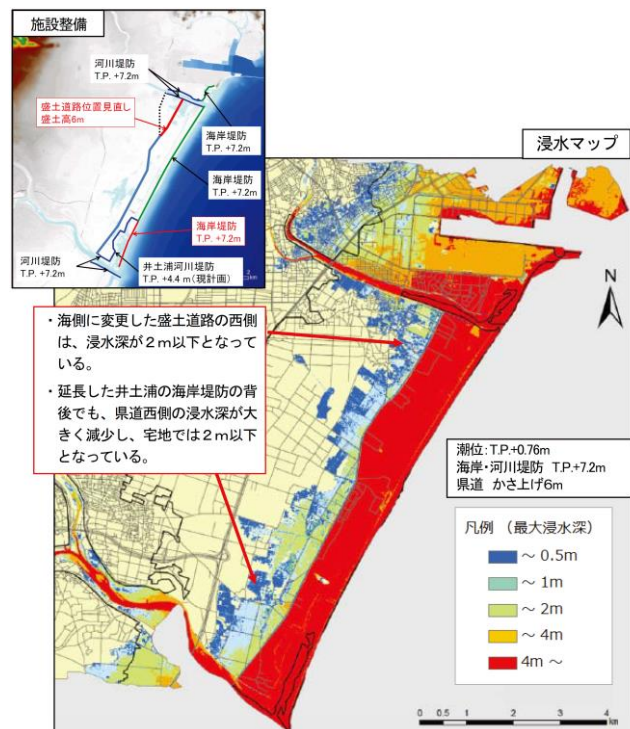 施設整備
河川堤防
T.P. +7.2m
盛土道路位置見直し
盛土高6m
海岸堤防
T.P. +7.2m
海岸堤防
T.P. +7.2m
海岸堤防
T.P. +7.2m
河川堤防
T.P. +7.2m
井土浦河川堤防
T.P. +4.4 m(現計画)
浸水マップ
・海側に変更した盛土道路の西側
は、浸水深が2m以下となって
いる。
・延長した井土浦の海岸堤防の背
後でも、県道西側の浸水深が大
きく減少し、宅地では2m以下
となっている。
N
潮位:T.P.+0.76m
海岸・河川堤防 T.P.+7.2m
県道 かさ上げ6m
凡例 (最大浸水深)
~ 0.5m
~ 1m
~ 2m
~ 4m
4m ~
0 0.5 1 2 3 4
km